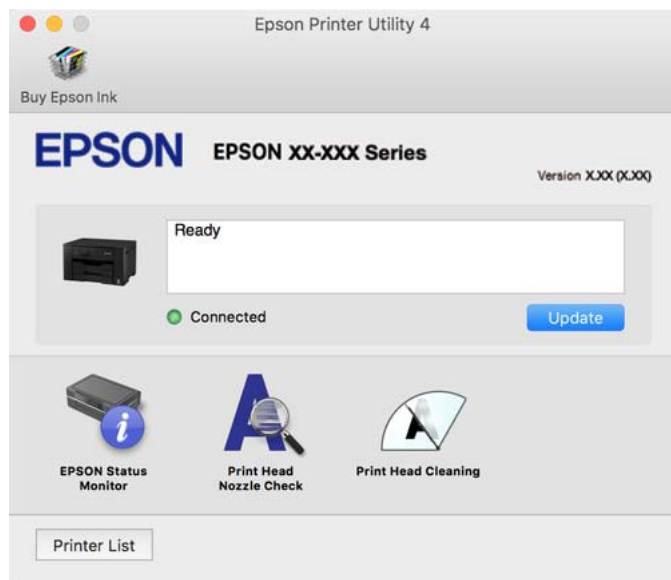 Epson Printer Utility 4
Buy Epson Ink
EPSON
EPSON XX-XXX Series
Version X.XX (X.XX)
Ready
Connected
Update
EPSON Status
Monitor
Print Head
Nozzle Check
Print Head Cleaning
Printer List